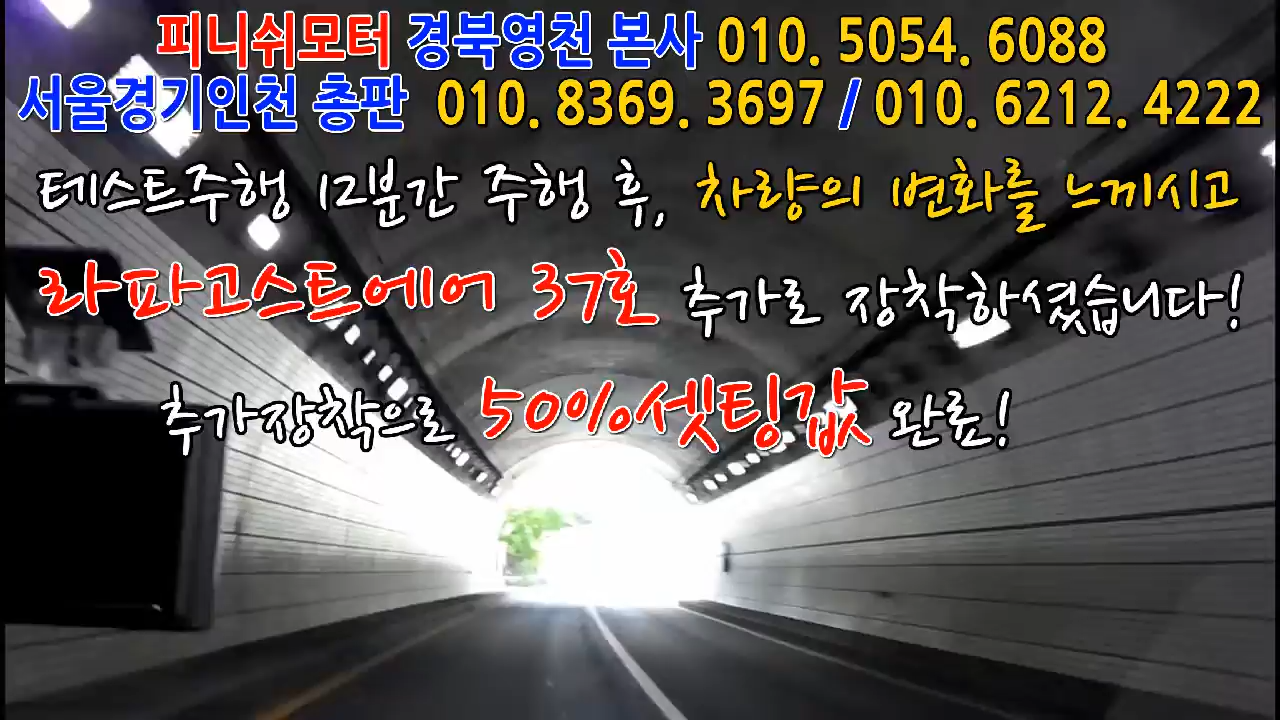 피니쉬모터 경북영천 본사 010. 5054. 6088
서울경기인천 총판 010. 8369. 3697 / 010. 6212. 4222
테스트주행 12분간 주행 후, 차량의 변화를 느끼시고
라파고스트에어 37호 추가로 장착하셨습니다!
추가장착으로 50%셋팅값 완료!